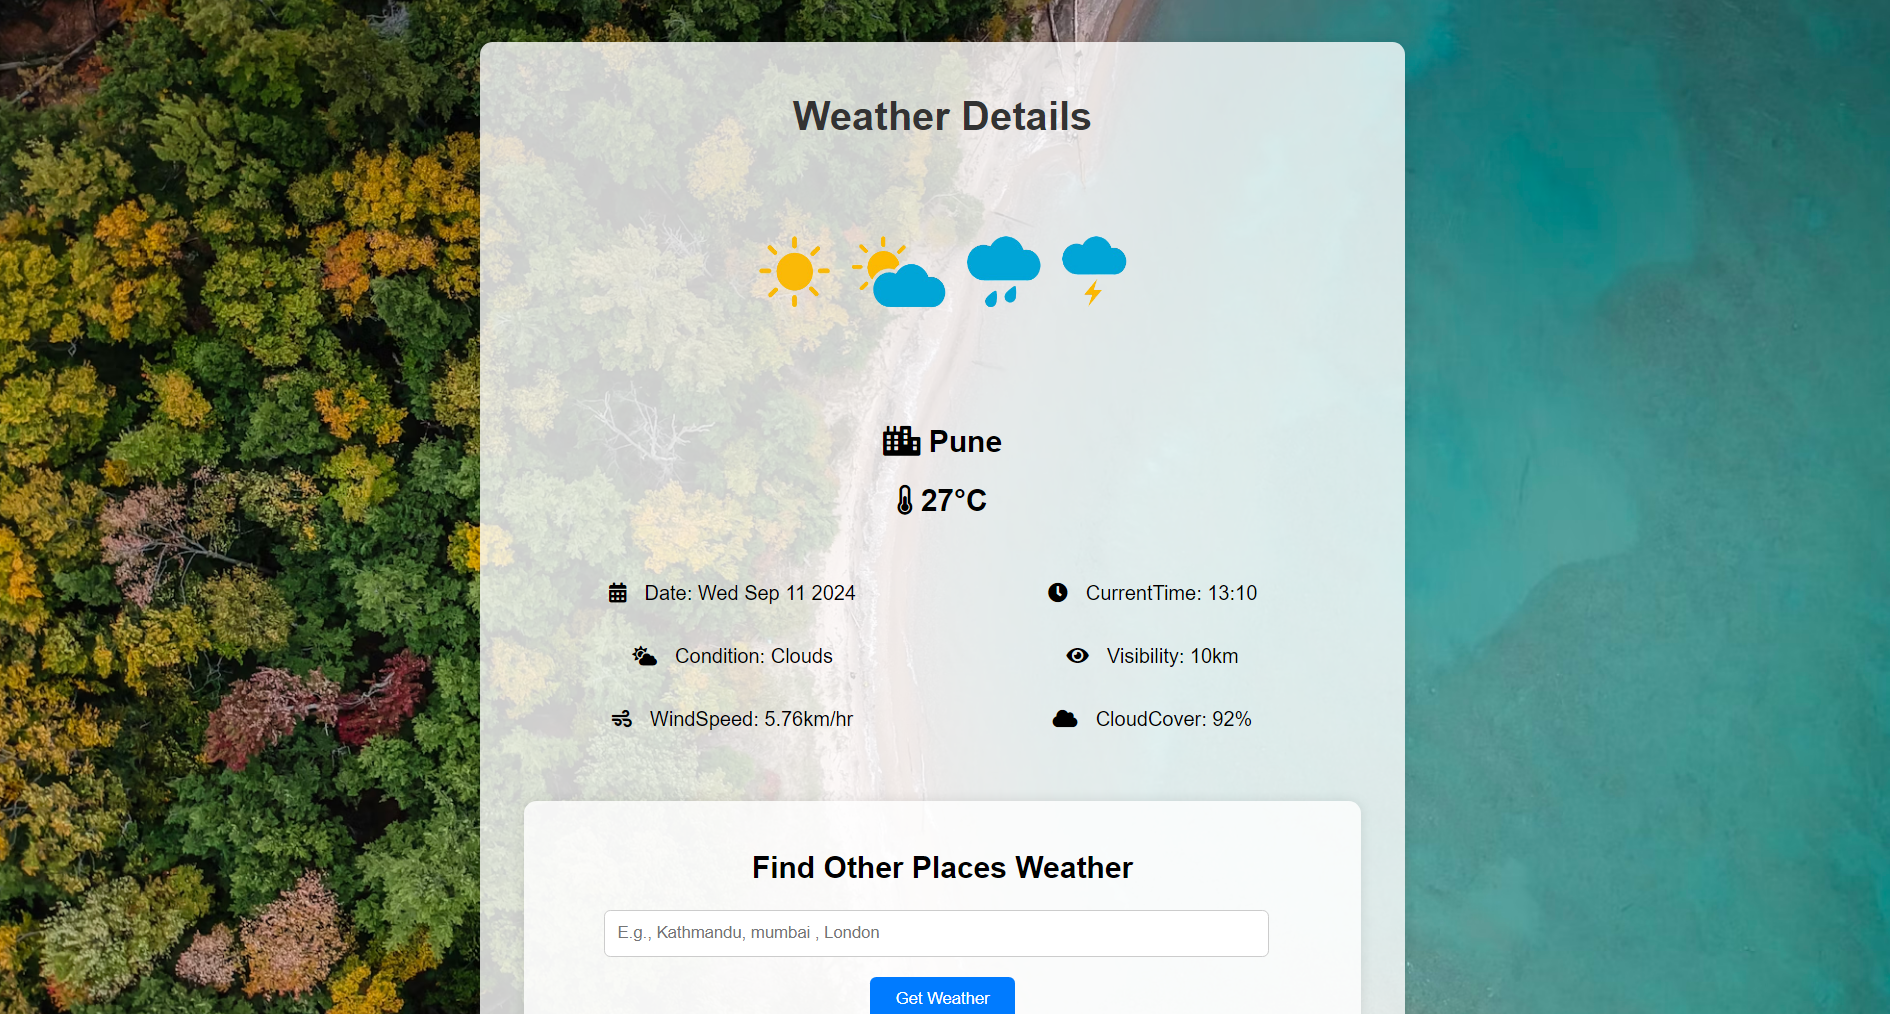 Weather Details
Pune
27°C
Date: Wed Sep 11 2024
CurrentTime: 13:10
Condition: Clouds
Visibility: 10km
WindSpeed: 5.76km/hr
CloudCover: 92%
Find Other Places Weather
E.g., Kathmandu, mumbai , London
Get Weather